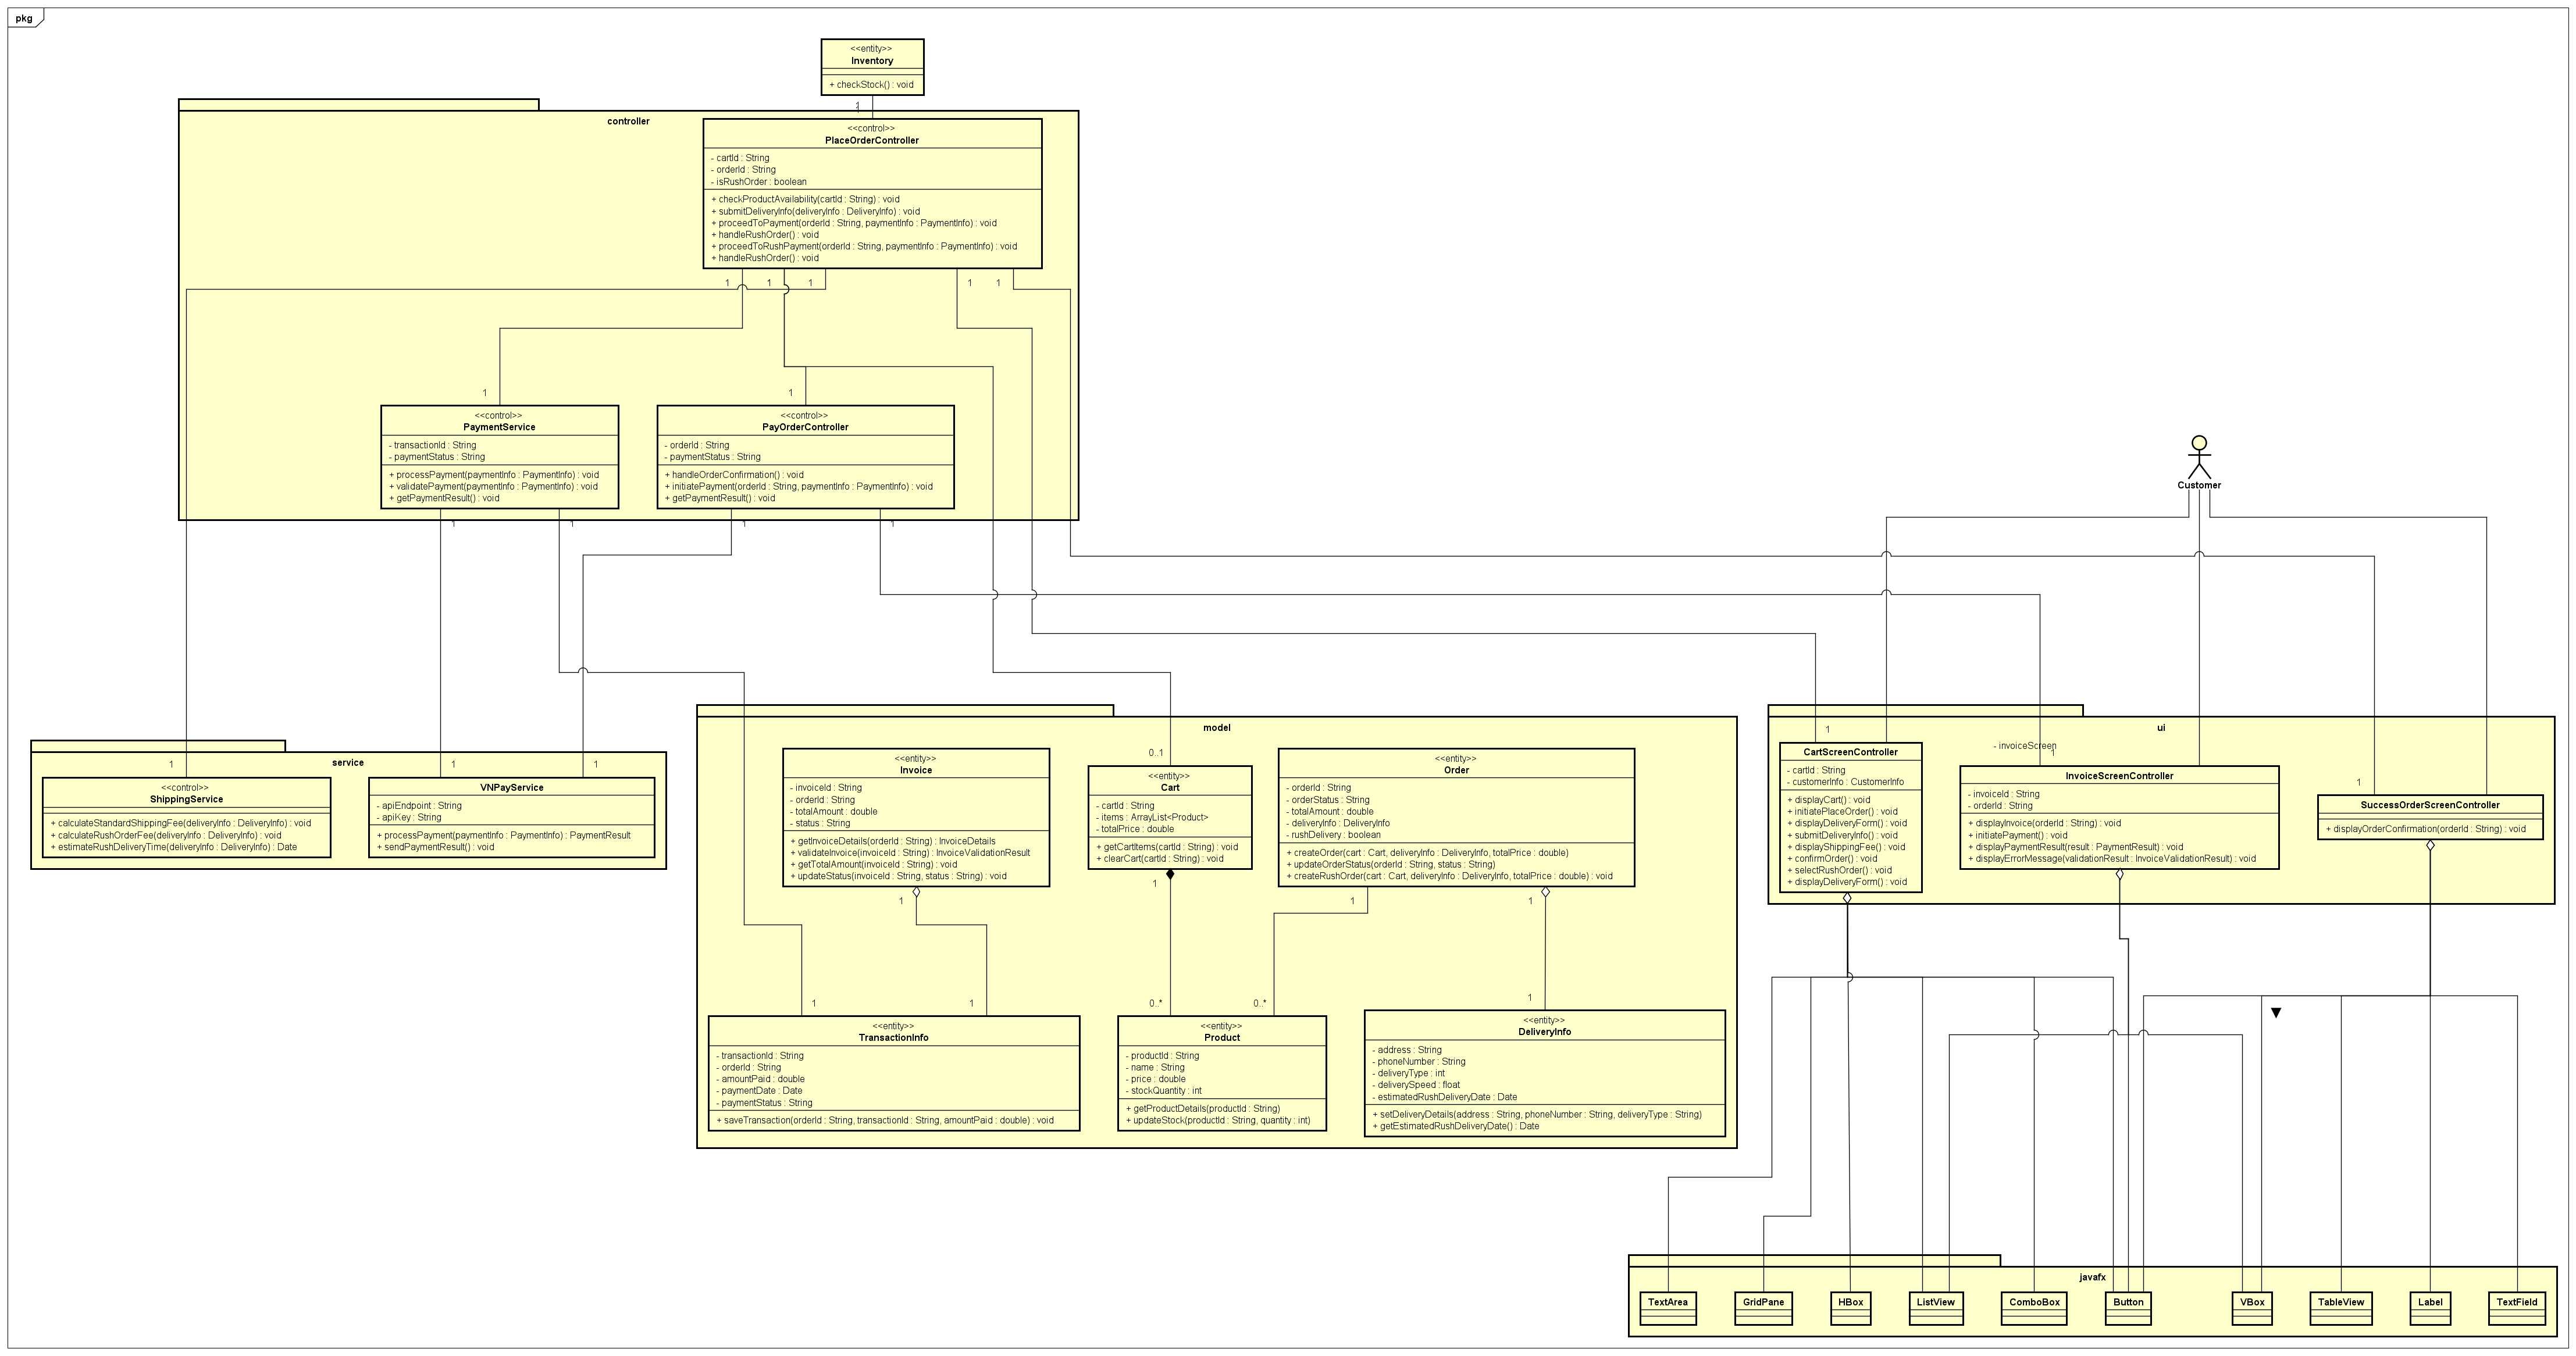 pkg
<<entity>>
Inventory
+ checkStock() : void
1
controller
<<control>>
PlaceOrderController
- cartId : String
- orderId : String
- isRushOrder : boolean
+ checkProductAvailability(cartId : String) : void
+ submitDeliveryInfo(deliveryInfo : DeliveryInfo) : void
+ proceedToPayment(orderId : String, paymentInfo : PaymentInfo) : void
+ handleRushOrder() : void
+ proceedToRushPayment(orderId : String, paymentInfo : PaymentInfo) : void
+ handleRushOrder() : void
1 1 1 1 1
1 1
<<control>>
PaymentService
- transactionId : String
- paymentStatus : String
+ processPayment(paymentInfo : PaymentInfo) : void
+ validatePayment(paymentInfo : PaymentInfo) : void
+ getPaymentResult() : void
<<control>>
PayOrderController
- orderId : String
- paymentStatus : String
+ handleOrderConfirmation() : void
+ initiatePayment(orderId : String, paymentInfo : PaymentInfo) : void
+ getPaymentResult() : void
1 1 1 1
Customer
service
1 1 1
<<control>>
ShippingService
+ calculateStandardShippingFee(deliveryInfo : DeliveryInfo) : void
+ calculateRushOrderFee(deliveryInfo : DeliveryInfo) : void
+ estimateRushDeliveryTime(deliveryInfo : DeliveryInfo) : Date
VNPayService
- apiEndpoint : String
- apiKey : String
+ processPayment(paymentInfo : PaymentInfo) : PaymentResult
+ sendPaymentResult() : void
model
0..1
<<entity>>
Invoice
- invoiceId : String
- orderId : String
- totalAmount : double
- status : String
+ getInvoiceDetails(orderId : String) : InvoiceDetails
+ validateInvoice(invoiceId : String) : InvoiceValidationResult
+ getTotalAmount(invoiceId : String) : void
+ updateStatus(invoiceId : String, status : String) : void
<<entity>>
Cart
- cartId : String
- items : ArrayList<Product>
- totalPrice : double
+ getCartItems(cartId : String) : void
+ clearCart(cartId : String) : void
<<entity>>
Order
- orderId : String
- orderStatus : String
- totalAmount : double
- deliveryInfo : DeliveryInfo
- rushDelivery : boolean
+ createOrder(cart : Cart, deliveryInfo : DeliveryInfo, totalPrice : double)
+ updateOrderStatus(orderId : String, status : String)
+ createRushOrder(cart : Cart, deliveryInfo : DeliveryInfo, totalPrice : double) : void
1 1 1 1
1 1 0..* 0..* 1
<<entity>>
TransactionInfo
- transactionId : String
- orderId : String
- amountPaid : double
- paymentDate : Date
- paymentStatus : String
+ saveTransaction(orderId : String, transactionId : String, amountPaid : double) : void
<<entity>>
Product
- productId : String
- name : String
- price : double
- stockQuantity : int
+ getProductDetails(productId : String)
+ updateStock(productId : String, quantity : int)
<<entity>>
DeliveryInfo
- address : String
- phoneNumber : String
- deliveryType : int
- deliverySpeed : float
- estimatedRushDeliveryDate : Date
+ setDeliveryDetails(address : String, phoneNumber : String, deliveryType : String)
+ getEstimatedRushDeliveryDate() : Date
ui
1
- invoiceScreen
1
1
CartScreenController
- cartId : String
- customerInfo : CustomerInfo
+ displayCart() : void
+ initiatePlaceOrder() : void
+ displayDeliveryForm() : void
+ submitDeliveryInfo() : void
+ displayShippingFee() : void
+ confirmOrder() : void
+ selectRushOrder() : void
+ displayDeliveryForm() : void
InvoiceScreenController
- invoiceId : String
- orderId : String
+ displayInvoice(orderId : String) : void
+ initiatePayment() : void
+ displayPaymentResult(result : PaymentResult) : void
+ displayErrorMessage(validationResult : InvoiceValidationResult) : void
SuccessOrderScreenController
+ displayOrderConfirmation(orderId : String) : void
javafx
TextArea
GridPane
HBox
ListView
ComboBox
Button
VBox
TableView
Label
TextField